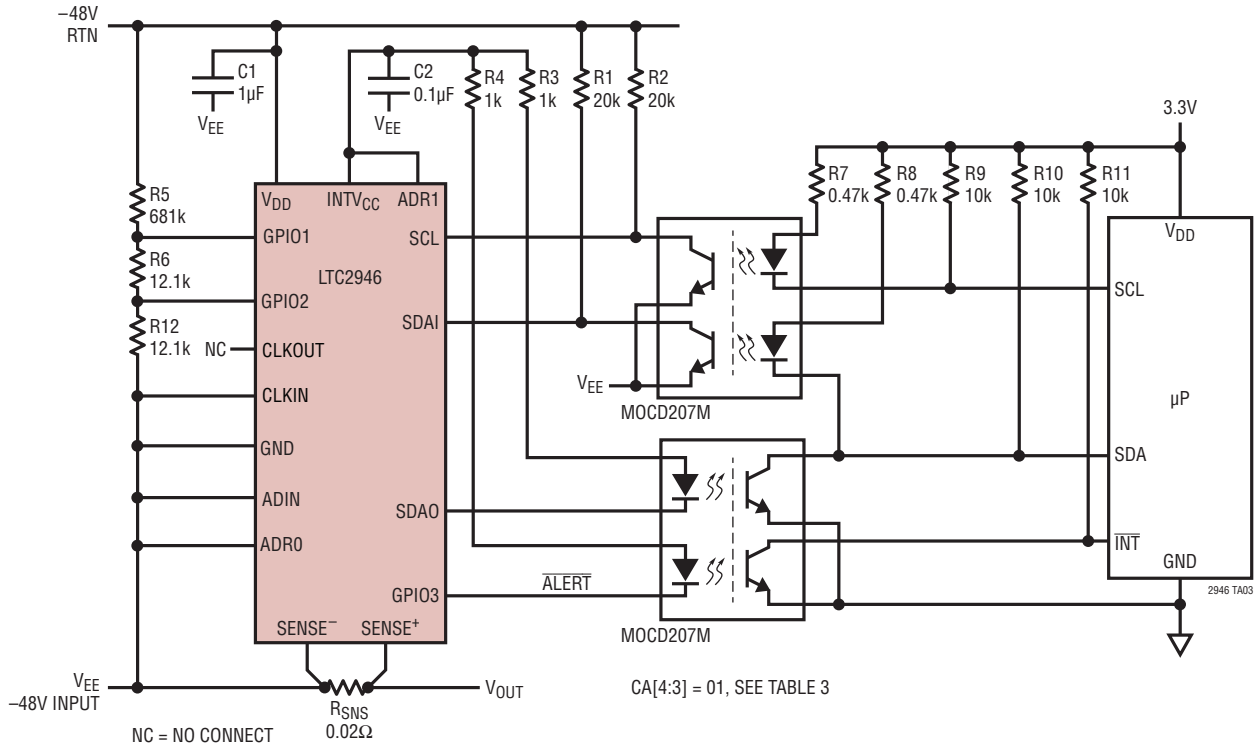 –48V
RTN
C1
1µF
VEE
C2
0.1µF
VEE
R4
1k
R3
1k
R1
20k
R2
20k
3.3V
R7
0.47k
R8
0.47k
R9
10k
R10
10k
R11
10k
R5
681k
R6
12.1k
R12
12.1k
NC
VDD
INTVCC
ADR1
GPIO1
SCL
LTC2946
GPIO2
SDAI
CLKOUT
CLKIN
GND
ADIN
SDAO
ADR0
GPIO3
SENSE–
SENSE+
ALERT
VEE
MOCD207M
MOCD207M
VDD
SCL
µP
SDA
INT
GND
2946 TA03
VEE
–48V INPUT
RSNS
0.02Ω
VOUT
CA[4:3] = 01, SEE TABLE 3
NC = NO CONNECT